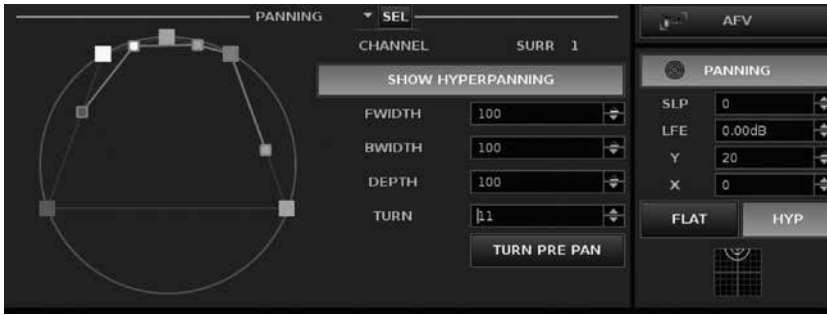 PANNING SEL
CHANNEL SURR 1
SHOW HYPERPANNING
FWIDTH 100
BWIDTH 100
DEPTH 100
TURN 11
TURN PRE PAN
AFV
PANNING
SLP 0
LFE 0.00dB
Y 20
X 0
FLAT HYP